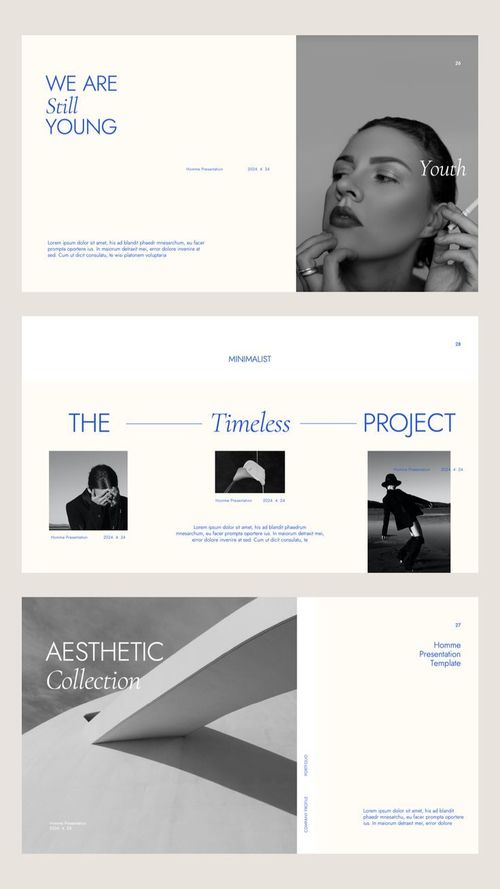 26
WE ARE
Still
YOUNG
Youth
Homme Presentation 2024. 4. 24
Lorem ipsum dolor sit amet, his ad blandit phaedr mnesarchum, eu facer
prompta oportere ius. In maiorum detraxit mei, error dolorex invenire at
sed. Cum ut dicit consulatu, te wisi platonem voluptaria
28
MINIMALIST
THE Timeless PROJECT
Homme Presentation 2024. 4. 24
Homme Presentation 2024. 4. 24
Lorem ipsum dolor sit amet, his ad blandit phaedrum
mnesarchu, eu facer prompta oportere ius. In maiorum detraxit mei,
error dolorex invenire at sed. Cum ut dicit consulatu, te
Homme Presentation 2024. 4. 24
AESTHETIC
Collection
Homme Presentation
2024. 4. 24
PORTFOLIO
COMPANY PROFILE
27
Homme
Presentation
Template
Lorem ipsum dolor sit amet, his ad blandit
phaedr mnesarchu, eu facer prompta oportere
ius. In maiorum detraxit mei, error dolore